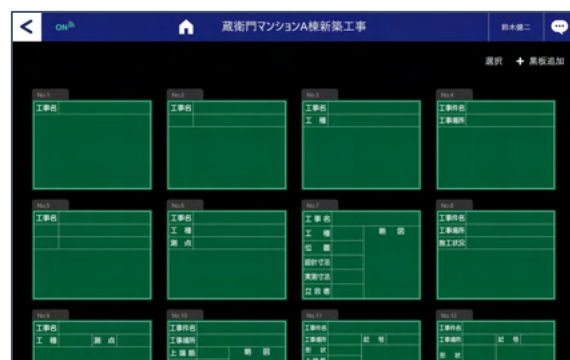 ON
蔵衛門マンションA棟新築工事
鈴木健二
選択 + 黒板追加
No.1
工事名
No.2
工事名
No.3
工事名
工 種
No.4
工事件名
工事場所
No.5
工事名
No.6
工事名
工 種
測 点
No.7
工 事 名
工 種
略 図
位 置
設計寸法
実測寸法
立 会 者
No.8
工事件名
工事場所
施工状況
No.9
工事名
工 種 測 点
No.10
工事件名
工事場所
略 図
No.11
工事件名
工事場所 記 号
形 状
No.12
工事件名
工事場所 記 号
形 状